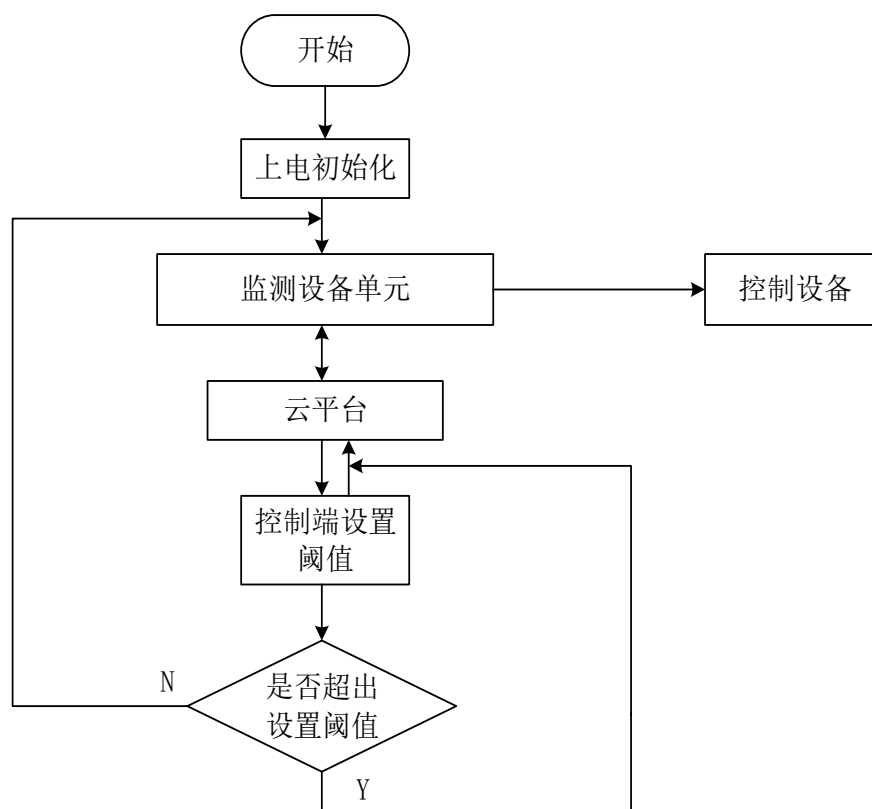 开始
上电初始化
监测设备单元
控制设备
云平台
控制端设置
阈值
N
是否超出
设置阈值
Y